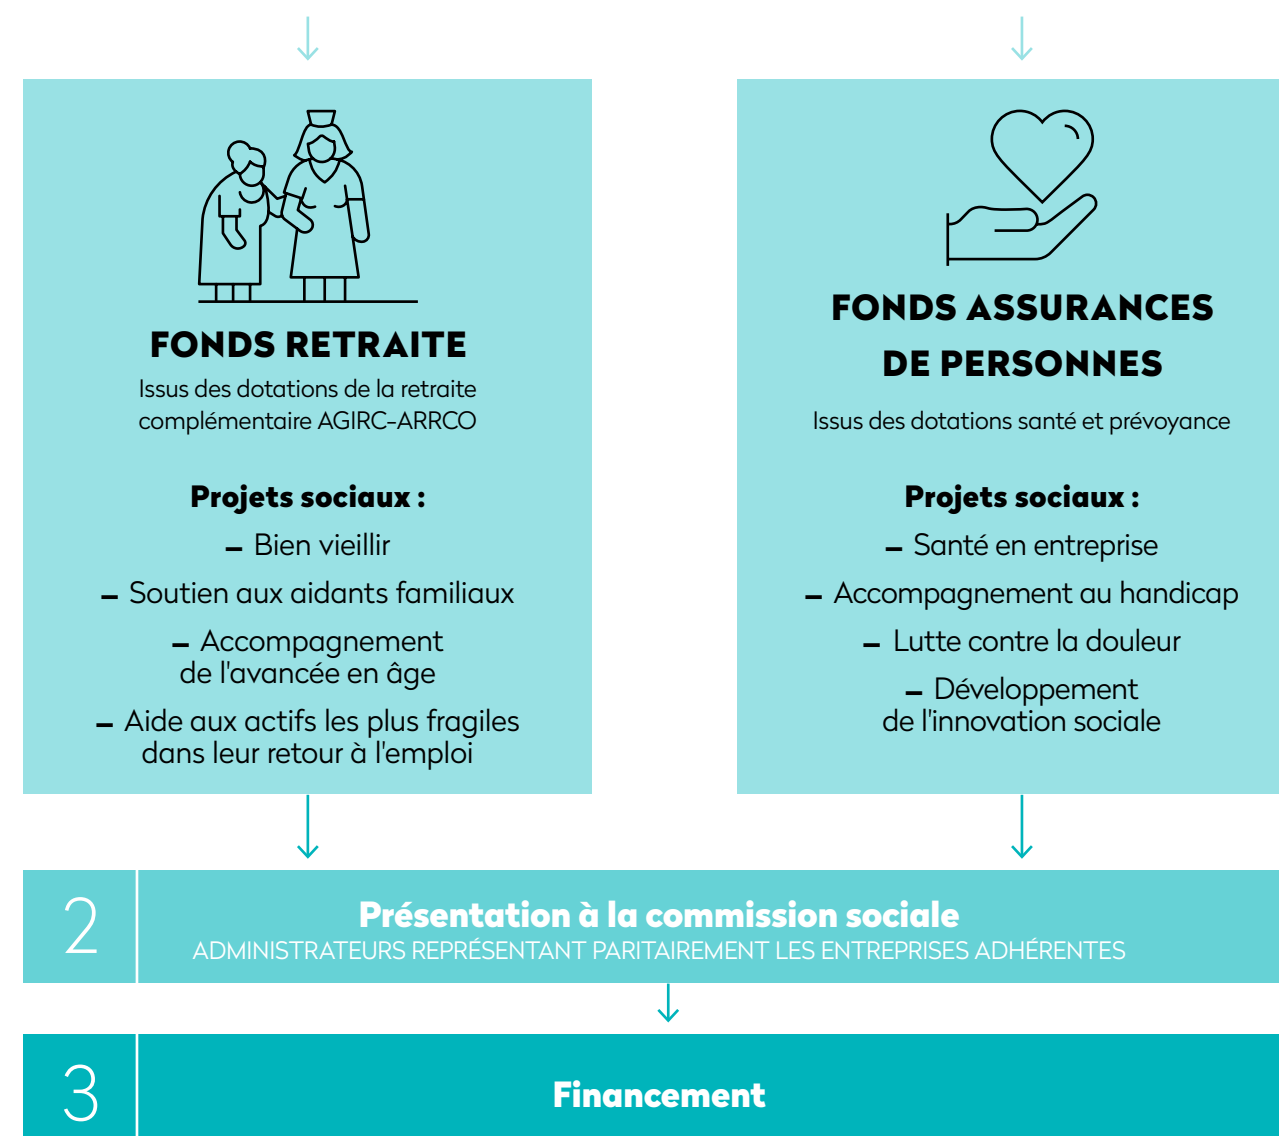 FONDS RETRAITE
Issus des dotations de la retraite
complémentaire AGIRC-ARRCO
Projets sociaux :
– Bien vieillir
– Soutien aux aidants familiaux
– Accompagnement
de l'avancée en âge
– Aide aux actifs les plus fragiles
dans leur retour à l'emploi
FONDS ASSURANCES
DE PERSONNES
Issus des dotations santé et prévoyance
Projets sociaux :
– Santé en entreprise
– Accompagnement au handicap
– Lutte contre la douleur
– Développement
de l'innovation sociale
2
Présentation à la commission sociale
ADMINISTRATEURS REPRÉSENTANT PARITAIREMENT LES ENTREPRISES ADHÉRENTES
3
Financement